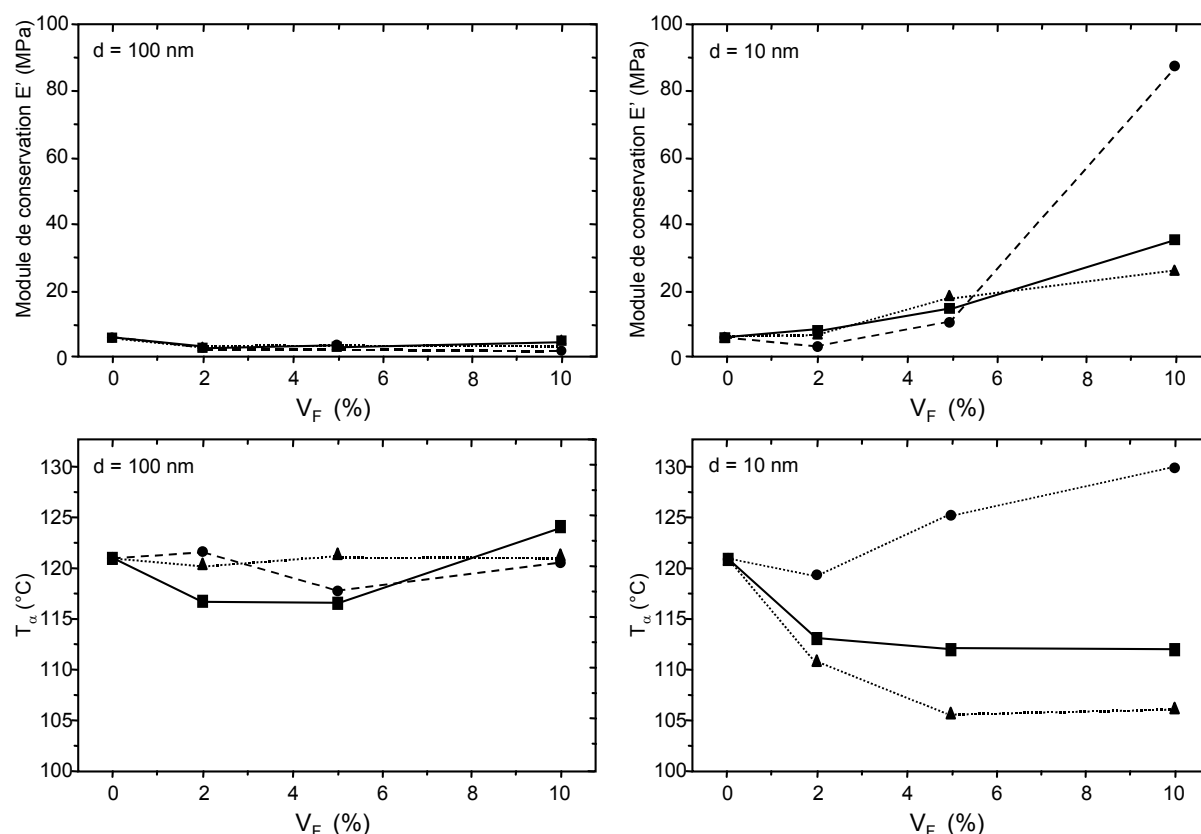 Module de conservation E' (MPa)
d = 100 nm
100
80
60
40
20
0
0 2 4 6 8 10
V_F (%)
Module de conservation E' (MPa)
d = 10 nm
100
80
60
40
20
0
0 2 4 6 8 10
V_F (%)
T_α (°C)
d = 100 nm
130
125
120
115
110
105
100
0 2 4 6 8 10
V_F (%)
T_α (°C)
d = 10 nm
130
125
120
115
110
105
100
0 2 4 6 8 10
V_F (%)